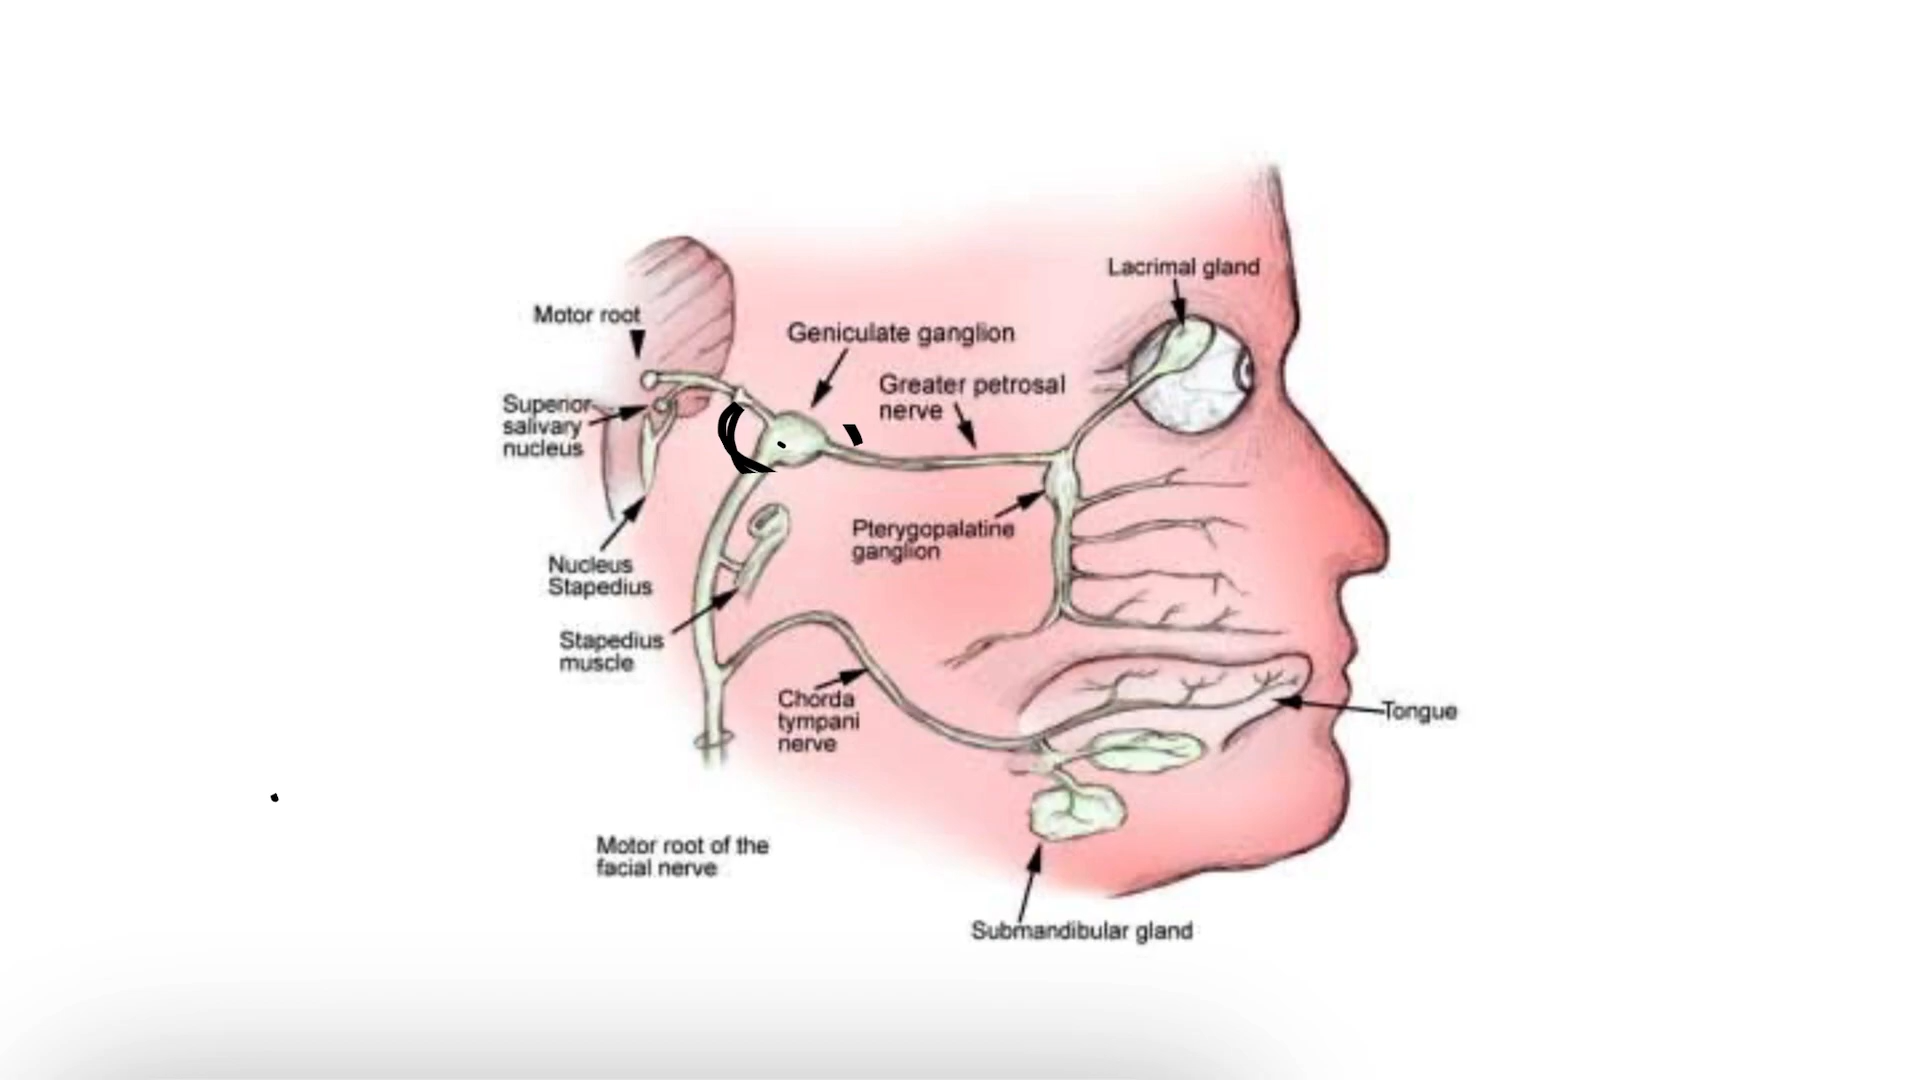 Lacrimal gland
Motor root
Geniculate ganglion
Greater petrosal
nerve
Superior
salivary
nucleus
Pterygopalatine
ganglion
Nucleus
Stapedius
Stapedius
muscle
Chorda
tympani
nerve
Tongue
Motor root of the
facial nerve
Submandibular gland